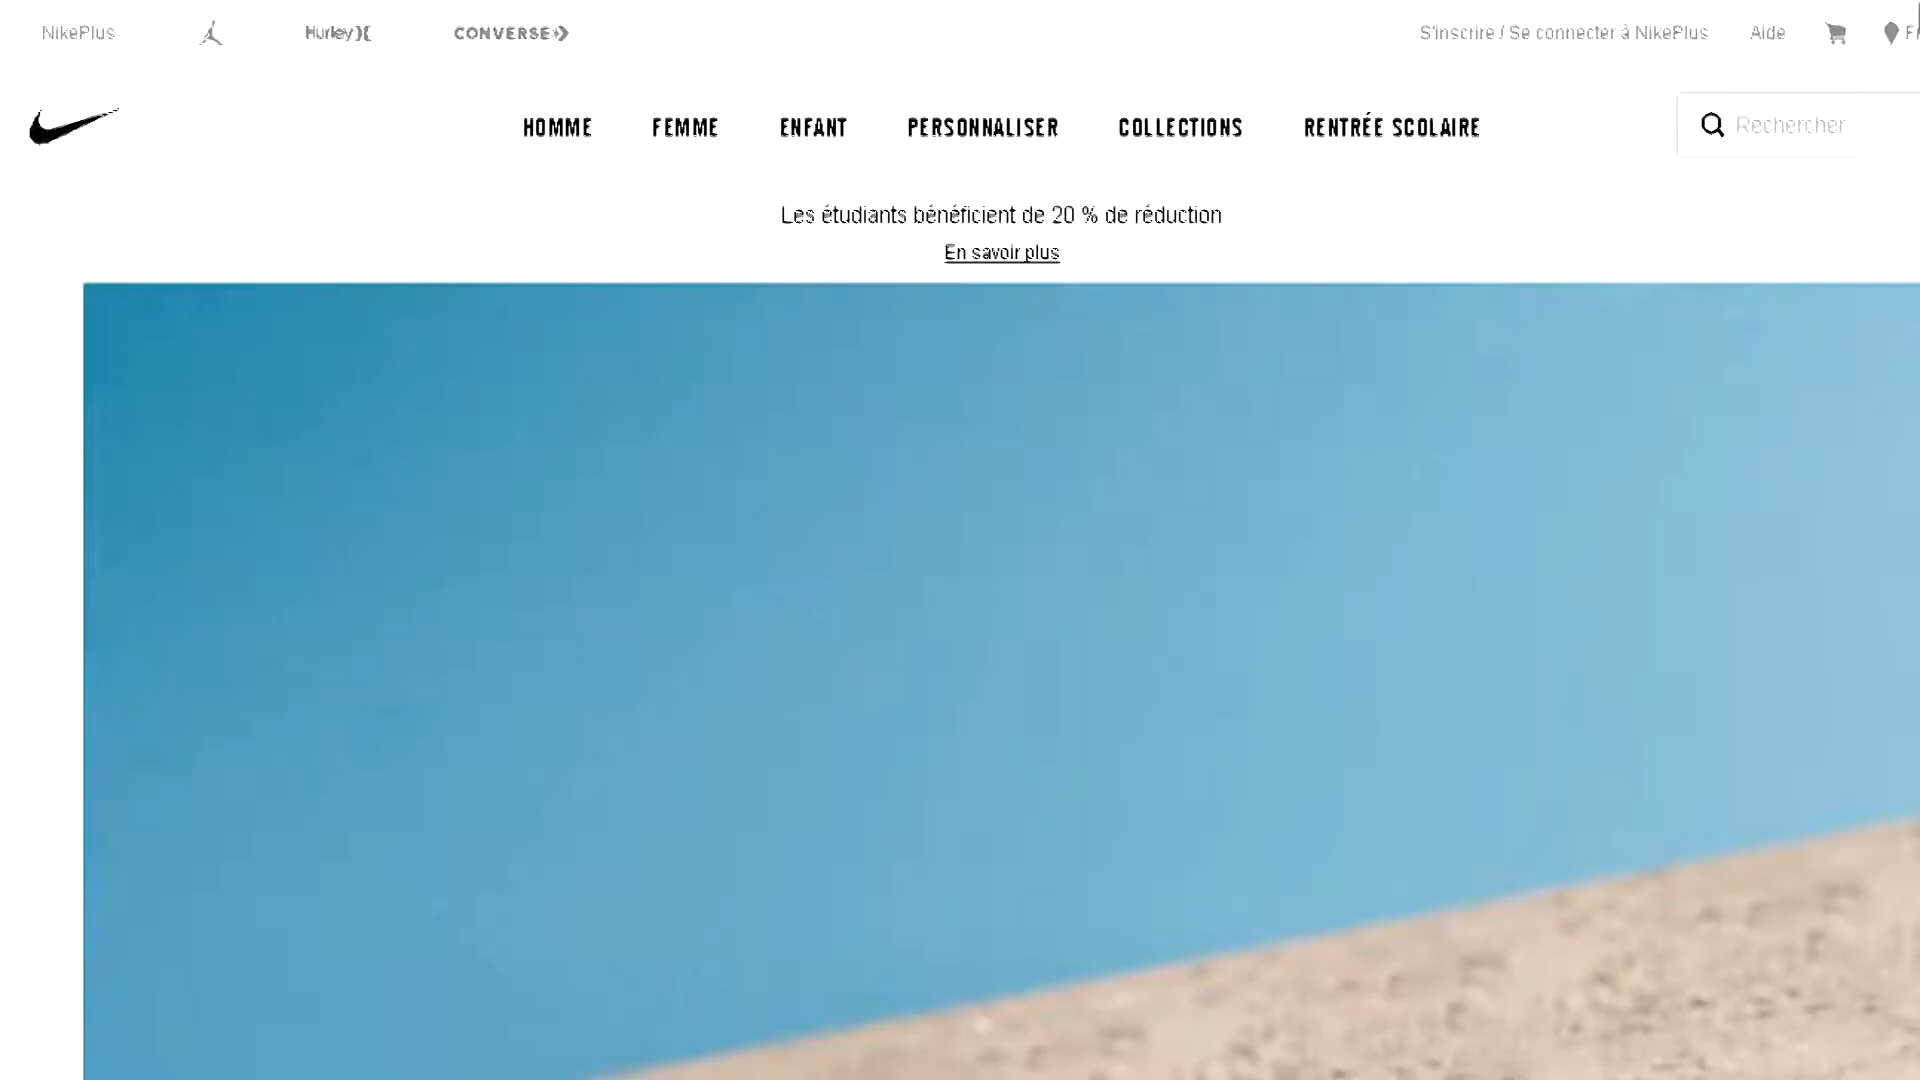 NikePlus
Hurley
CONVERSE
S'inscrire / Se connecter à NikePlus
Aide
HOMME
FEMME
ENFANT
PERSONNALISER
COLLECTIONS
RENTRÉE SCOLAIRE
Rechercher
Les étudiants bénéficient de 20 % de réduction
En savoir plus